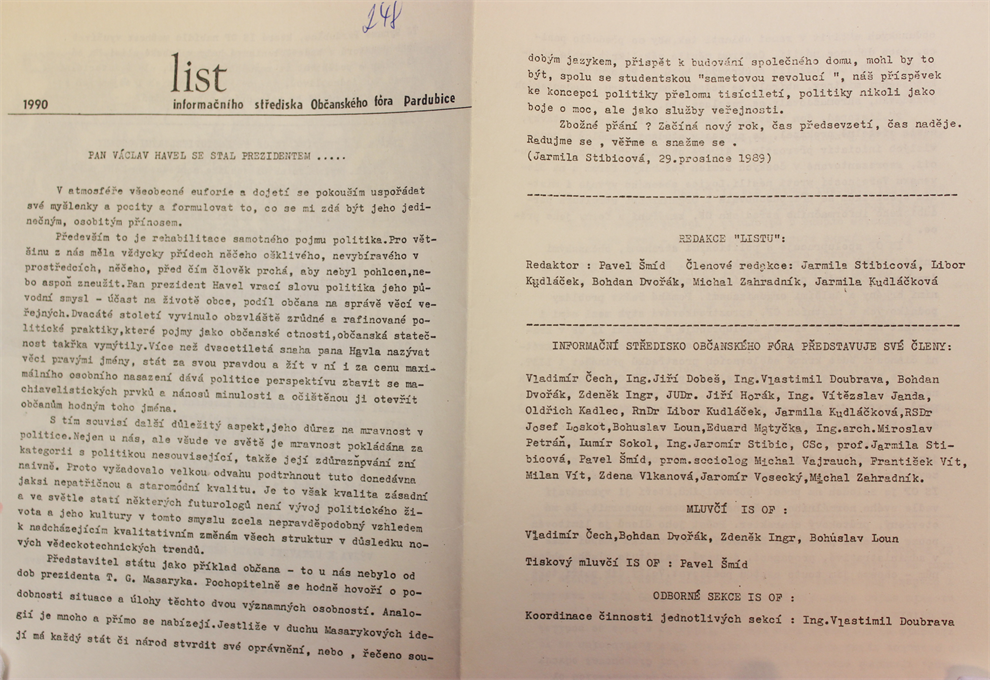 248
list
1990 informačního střediska Občanského fóra Pardubice
PAN VÁCLAV HAVEL SE STAL PREZIDENTEM .....
V atmosféře všeobecné euforie a dojetí se pokouším uspořádat
své myšlenky a pocity a formulovat to, co se mi zdá být jeho jedi-
nečným, osobitým přínosem.
Především to je rehabilitace samotného pojmu politika.Pro vět-
šinu z nás měla vždycky přídech něčeho ošklivého, nevybíravého v
prostředcích, něčeho, před čím člověk prchá, aby nebyl pohlcen,ne-
bo aspoň zneužit.Pan prezident Havel vrací slovu politika jeho pů-
vodní smysl - účast na životě obce, podíl občana na správě věcí ve-
řejných.Dvacáté století vyvinulo obzvláště zrůdné a rafinované po-
litické praktiky,které pojmy jako občanské ctnosti,občanská stateč-
nost takřka vymýtily.Více než dvacetiletá snaha pana Havla nazývat
věci pravými jmény, stát za svou pravdou a žít v ní i za cenu maxi-
málního osobního nasazení dává politice perspektívu zbavit se ma-
chiavelistických prvků a nánosů minulosti a očištěnou ji otevřít
občanům hodným toho jména.
S tím souvisí další důležitý aspekt,jeho důraz na mravnost v
politice.Nejen u nás, ale všude ve světě je mravnost pokládána za
kategorii s politikou nesouvisející, takže její zdůrazňování zní
naivně. Proto vyžadovalo velkou odvahu podtrhnout tuto donedávna
jaksi nepatřičnou a staromódní kvalitu. Je to však kvalita zásadní
a ve světle statí některých futurologů není vývoj politického ži-
vota a jeho kultury v tomto smyslu zcela nepravděpodobný vzhledem
k nadcházejícím kvalitativním změnám všech struktur v důsledku no-
vých vědeckotechnických trendů.
Představitel státu jako příklad občana - to u nás nebylo od
dob prezidenta T. G. Masaryka. Pochopitelně se hodně hovoří o po-
dobnosti situace a úlohy těchto dvou významných osobností. Analo-
gií je mnoho a přímo se nabízejí.Jestliže v duchu Masarykových ide-
jí má každý stát či národ stvrdit své oprávnění, nebo , řečeno sou-
dobým jazykem, přispět k budování společného domu, mohl by to
být, spolu se studentskou "sametovou revolucí ", náš příspěvek
ke koncepci politiky přelomu tisíciletí, politiky nikoli jako
boje o moc, ale jako služby veřejnosti.
Zbožné přání ? Začíná nový rok, čas předsevzetí, čas naděje.
Radujme se , věřme a snažme se .
(Jarmila Stibicová, 29.prosince 1989)
REDAKCE "LISTU":
Redaktor : Pavel Šmíd Členové redakce: Jarmila Stibicová, Libor
Kudláček, Bohdan Dvořák, Michal Zahradník, Jarmila Kudláčková
INFORMAČNÍ STŘEDISKO OBČANSKÉHO FÓRA PŘEDSTAVUJE SVÉ ČLENY:
Vladimír Čech, Ing.Jiří Dobeš, Ing.Vlastimil Doubrava, Bohdan
Dvořák, Zdeněk Ingr, JUDr. Jiří Horák, Ing. Vítězslav Janda,
Oldřich Kadlec, RnDr Libor Kudláček, Jarmila Kudláčková,RSDr
Josef Loskot,Bohuslav Loun,Eduard Matyčka, Ing.arch.Miroslav
Petráň, Lumír Sokol, Ing.Jaromír Stibic, CSc, prof.Jarmila Sti-
bicová, Pavel Šmíd, prom.sociolog Michal Vajrauch, František Vít,
Milan Vít, Zdena Vlkanová,Jaromír Vosecký,Michal Zahradník.
MLUVČÍ IS OF :
Vladimír Čech,Bohdan Dvořák, Zdeněk Ingr, Bohuslav Loun
Tiskový mluvčí IS OF : Pavel Šmíd
ODBORNÉ SEKCE IS OF :
Koordinace činnosti jednotlivých sekcí : Ing.Vlastimil Doubrava